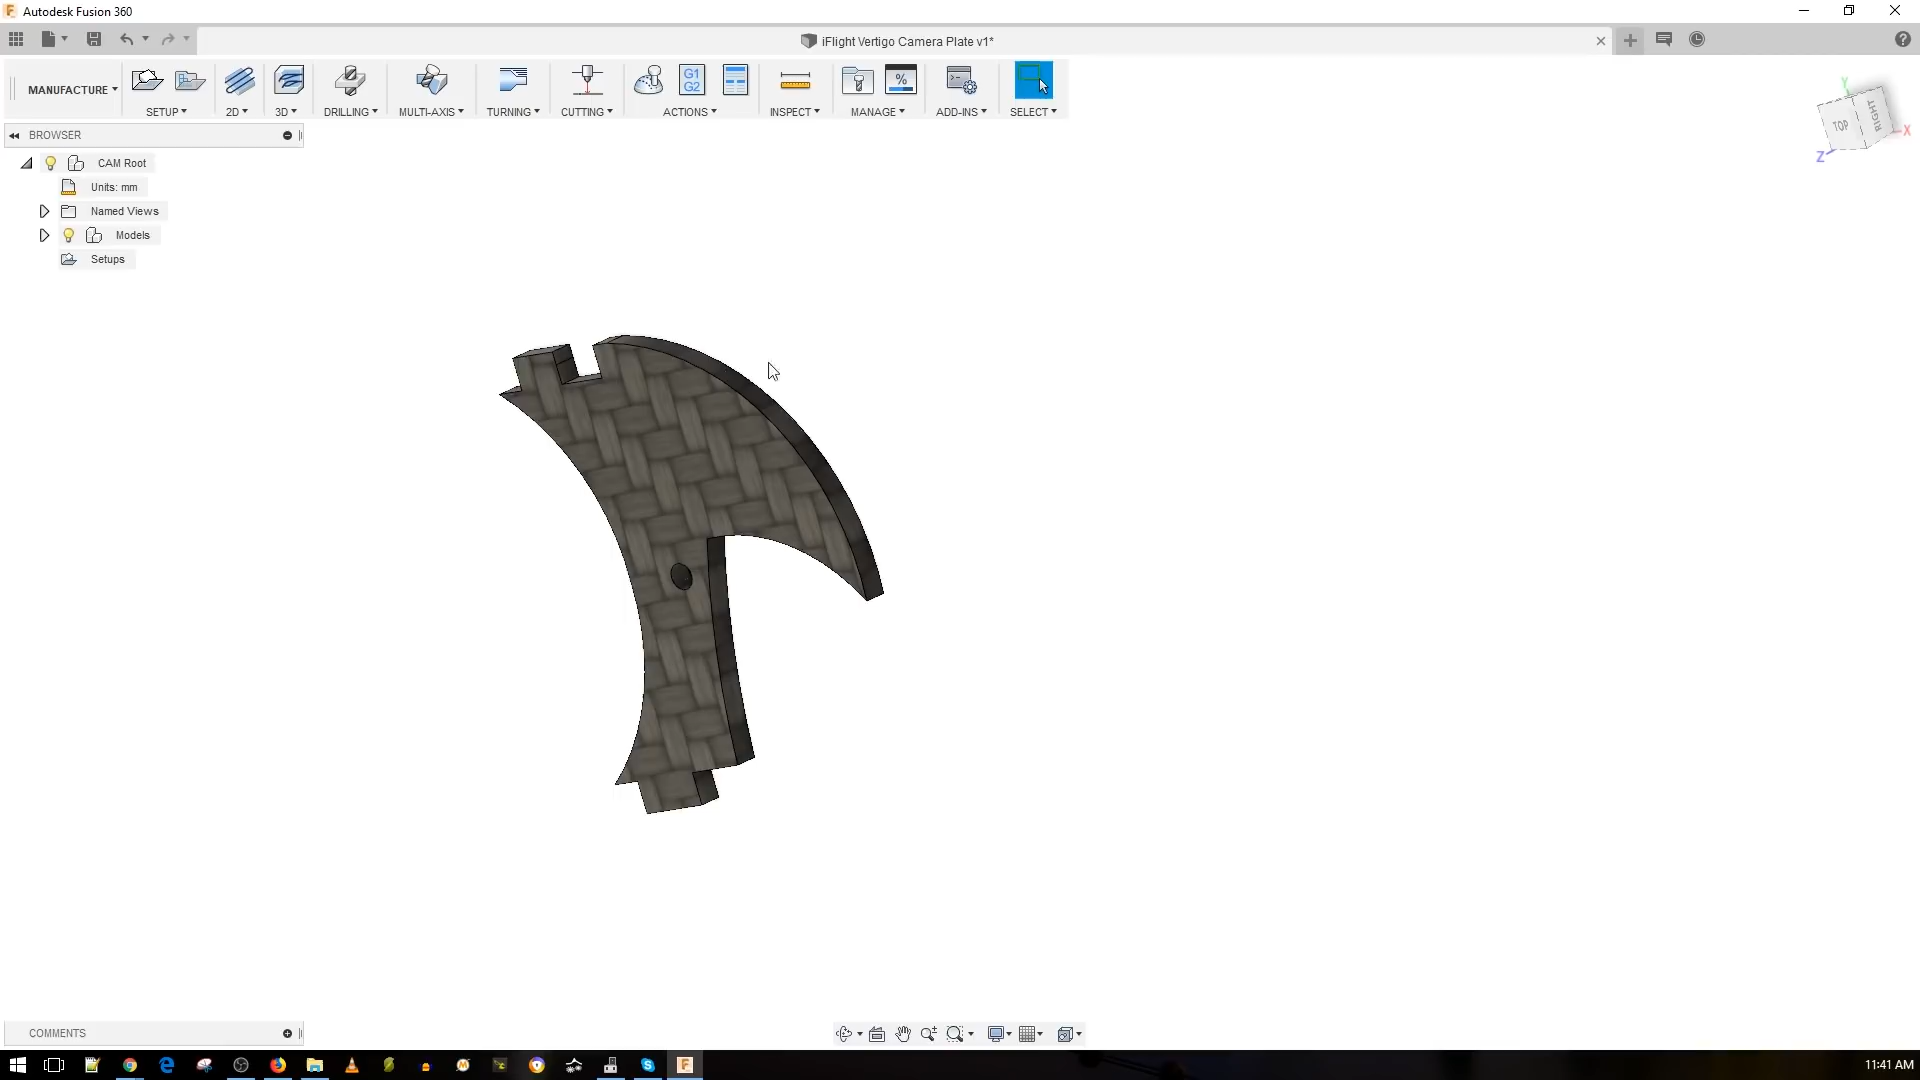 Autodesk Fusion 360
iFlight Vertigo Camera Plate v1*
MANUFACTURE
G1
G2
%
SETUP
2D
3D
DRILLING
MULTI-AXIS
TURNING
CUTTING
ACTIONS
INSPECT
MANAGE
ADD-INS
SELECT
Y
TOP
RIGHT
X
Z
BROWSER
CAM Root
Units: mm
Named Views
Models
Setups
COMMENTS
11:41 AM